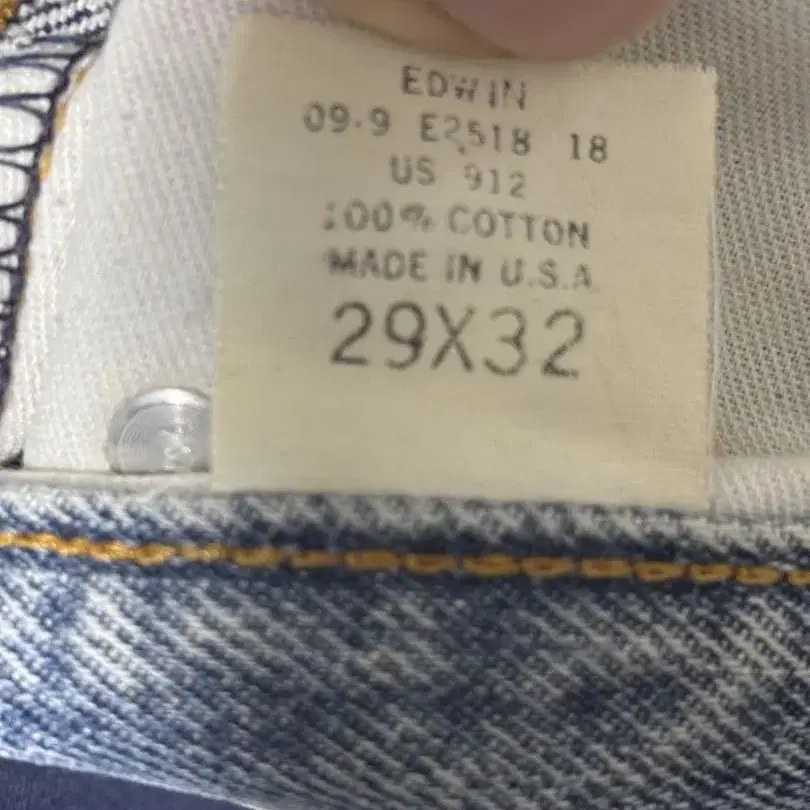 EDWIN
09-9 E2518 18
US 912
100% COTTON
MADE IN U.S.A
29X32